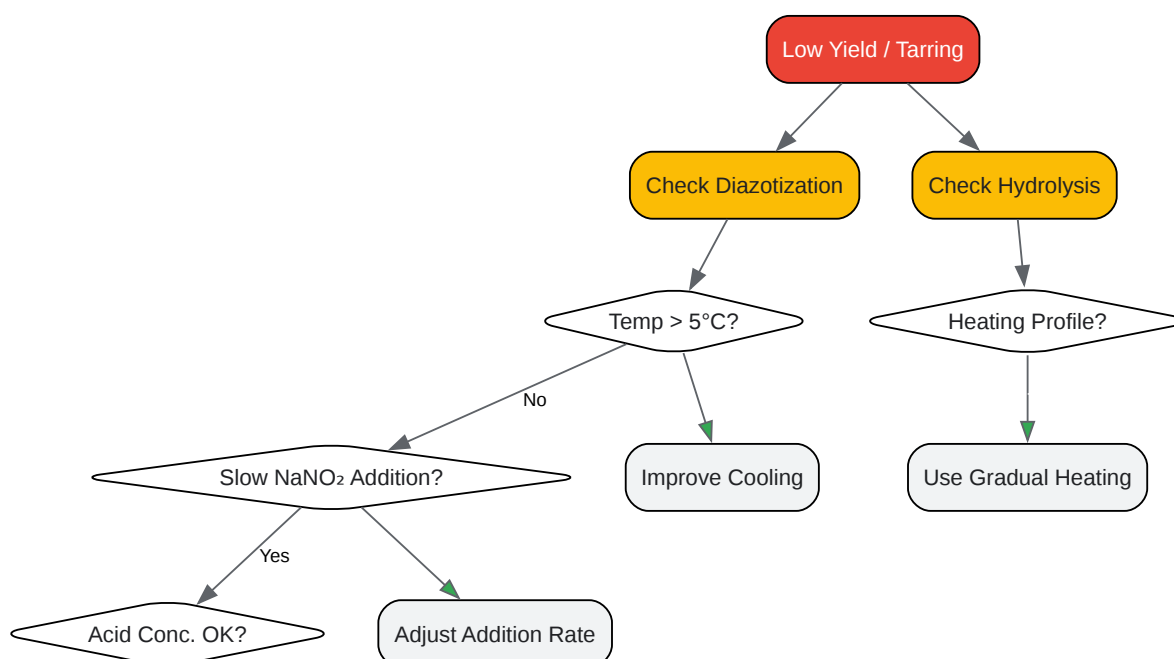 Low Yield / Tarring
Check Diazotization
Check Hydrolysis
Temp > 5°C?
Heating Profile?
No
Slow NaNO₂ Addition?
Improve Cooling
Use Gradual Heating
Yes
Acid Conc. OK?
Adjust Addition Rate